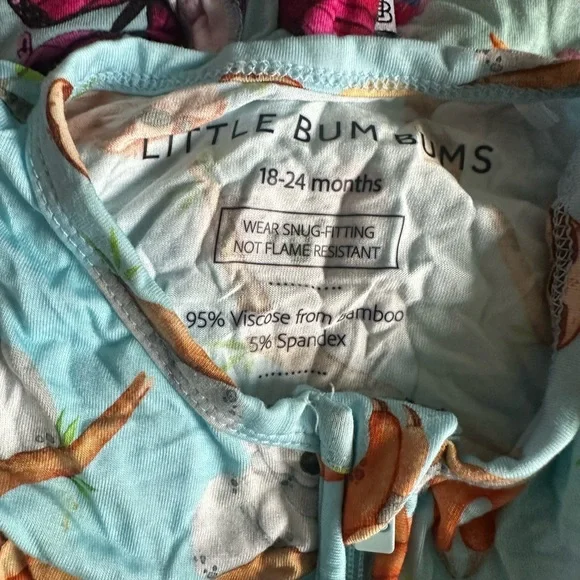 LITTLE BUM BUMS
18-24 months
WEAR SNUG-FITTING
NOT FLAME RESISTANT
95% Viscose from bamboo
5% Spandex